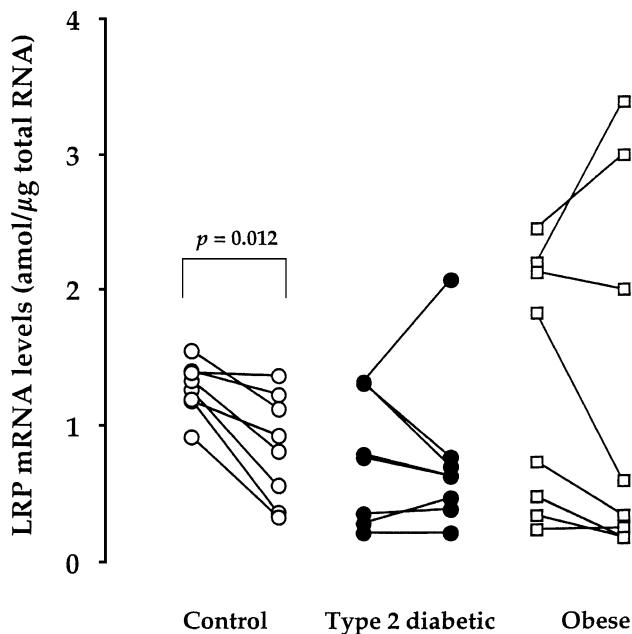 LRP mRNA levels (amol/µg total RNA)
4
3
2
1
0
p = 0.012
Control
Type 2 diabetic
Obese